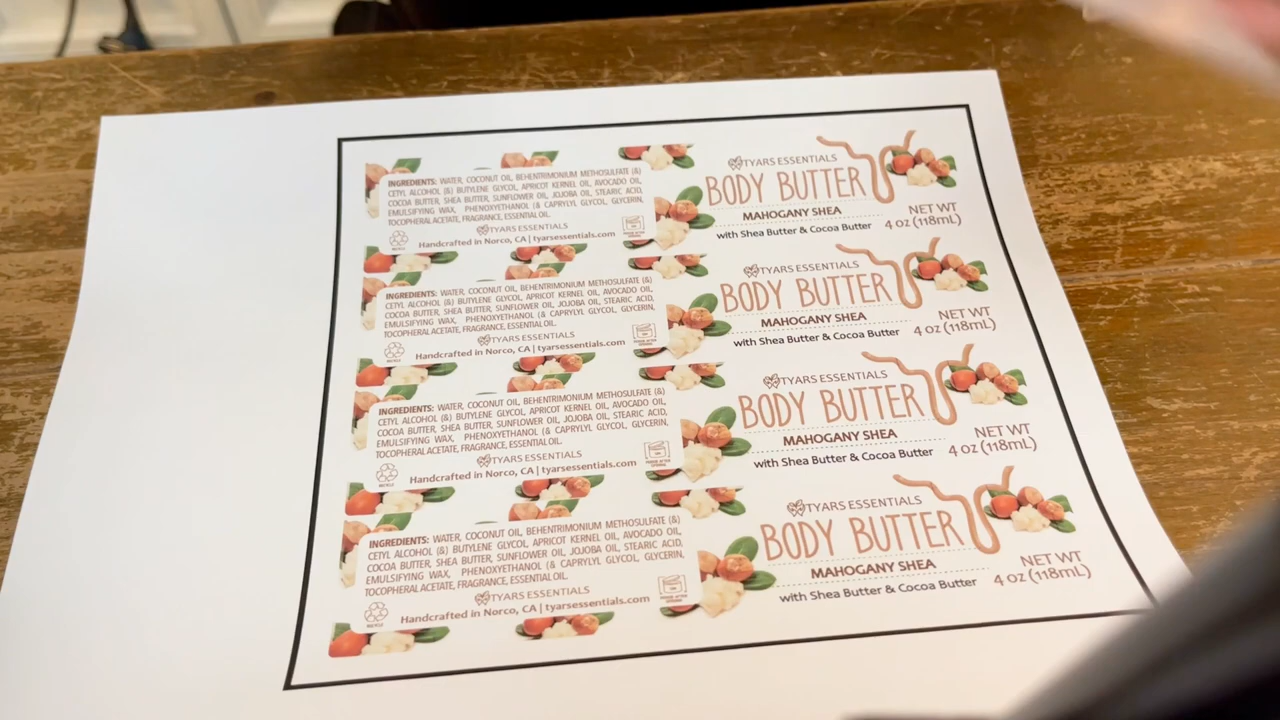 INGREDIENTS: WATER, COCONUT OIL, BEHENTRIMONIUM METHOSULFATE (&)
CETYL ALCOHOL (&) BUTYLENE GLYCOL, APRICOT KERNEL OIL, AVOCADO OIL,
COCOA BUTTER, SHEA BUTTER, SUNFLOWER OIL, JOJOBA OIL, STEARIC ACID,
EMULSIFYING WAX, PHENOXYETHANOL (& CAPRYLYL GLYCOL, GLYCERIN,
TOCOPHERAL ACETATE, FRAGRANCE, ESSENTIAL OIL.
TYARS ESSENTIALS
Handcrafted in Norco, CA | tyarsessentials.com
RECYCLE
TYARS ESSENTIALS
BODY BUTTER
MAHOGANY SHEA
with Shea Butter & Cocoa Butter
NET WT
4 oz (118mL)
INGREDIENTS: WATER, COCONUT OIL, BEHENTRIMONIUM METHOSULFATE (&)
CETYL ALCOHOL (&) BUTYLENE GLYCOL, APRICOT KERNEL OIL, AVOCADO OIL,
COCOA BUTTER, SHEA BUTTER, SUNFLOWER OIL, JOJOBA OIL, STEARIC ACID,
EMULSIFYING WAX, PHENOXYETHANOL (& CAPRYLYL GLYCOL, GLYCERIN,
TOCOPHERAL ACETATE, FRAGRANCE, ESSENTIAL OIL.
TYARS ESSENTIALS
Handcrafted in Norco, CA | tyarsessentials.com
RECYCLE
TYARS ESSENTIALS
BODY BUTTER
MAHOGANY SHEA
with Shea Butter & Cocoa Butter
NET WT
4 oz (118mL)
INGREDIENTS: WATER, COCONUT OIL, BEHENTRIMONIUM METHOSULFATE (&)
CETYL ALCOHOL (&) BUTYLENE GLYCOL, APRICOT KERNEL OIL, AVOCADO OIL,
COCOA BUTTER, SHEA BUTTER, SUNFLOWER OIL, JOJOBA OIL, STEARIC ACID,
EMULSIFYING WAX, PHENOXYETHANOL (& CAPRYLYL GLYCOL, GLYCERIN,
TOCOPHERAL ACETATE, FRAGRANCE, ESSENTIAL OIL.
TYARS ESSENTIALS
Handcrafted in Norco, CA | tyarsessentials.com
RECYCLE
TYARS ESSENTIALS
BODY BUTTER
MAHOGANY SHEA
with Shea Butter & Cocoa Butter
NET WT
4 oz (118mL)
INGREDIENTS: WATER, COCONUT OIL, BEHENTRIMONIUM METHOSULFATE (&)
CETYL ALCOHOL (&) BUTYLENE GLYCOL, APRICOT KERNEL OIL, AVOCADO OIL,
COCOA BUTTER, SHEA BUTTER, SUNFLOWER OIL, JOJOBA OIL, STEARIC ACID,
EMULSIFYING WAX, PHENOXYETHANOL (& CAPRYLYL GLYCOL, GLYCERIN,
TOCOPHERAL ACETATE, FRAGRANCE, ESSENTIAL OIL.
TYARS ESSENTIALS
Handcrafted in Norco, CA | tyarsessentials.com
RECYCLE
TYARS ESSENTIALS
BODY BUTTER
MAHOGANY SHEA
with Shea Butter & Cocoa Butter
NET WT
4 oz (118mL)